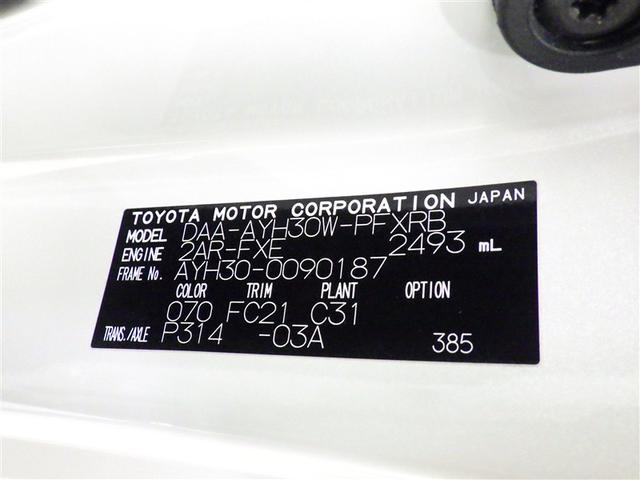 TOYOTA MOTOR CORPORATION JAPAN
MODEL DAA-AYH30W-PFXRB
ENGINE 2AR-FXE 2493 mL
FRAME No. AYH30-0090187
COLOR TRIM PLANT OPTION
070 FC21 C31
TRANS./AXLE P314 -03A 385